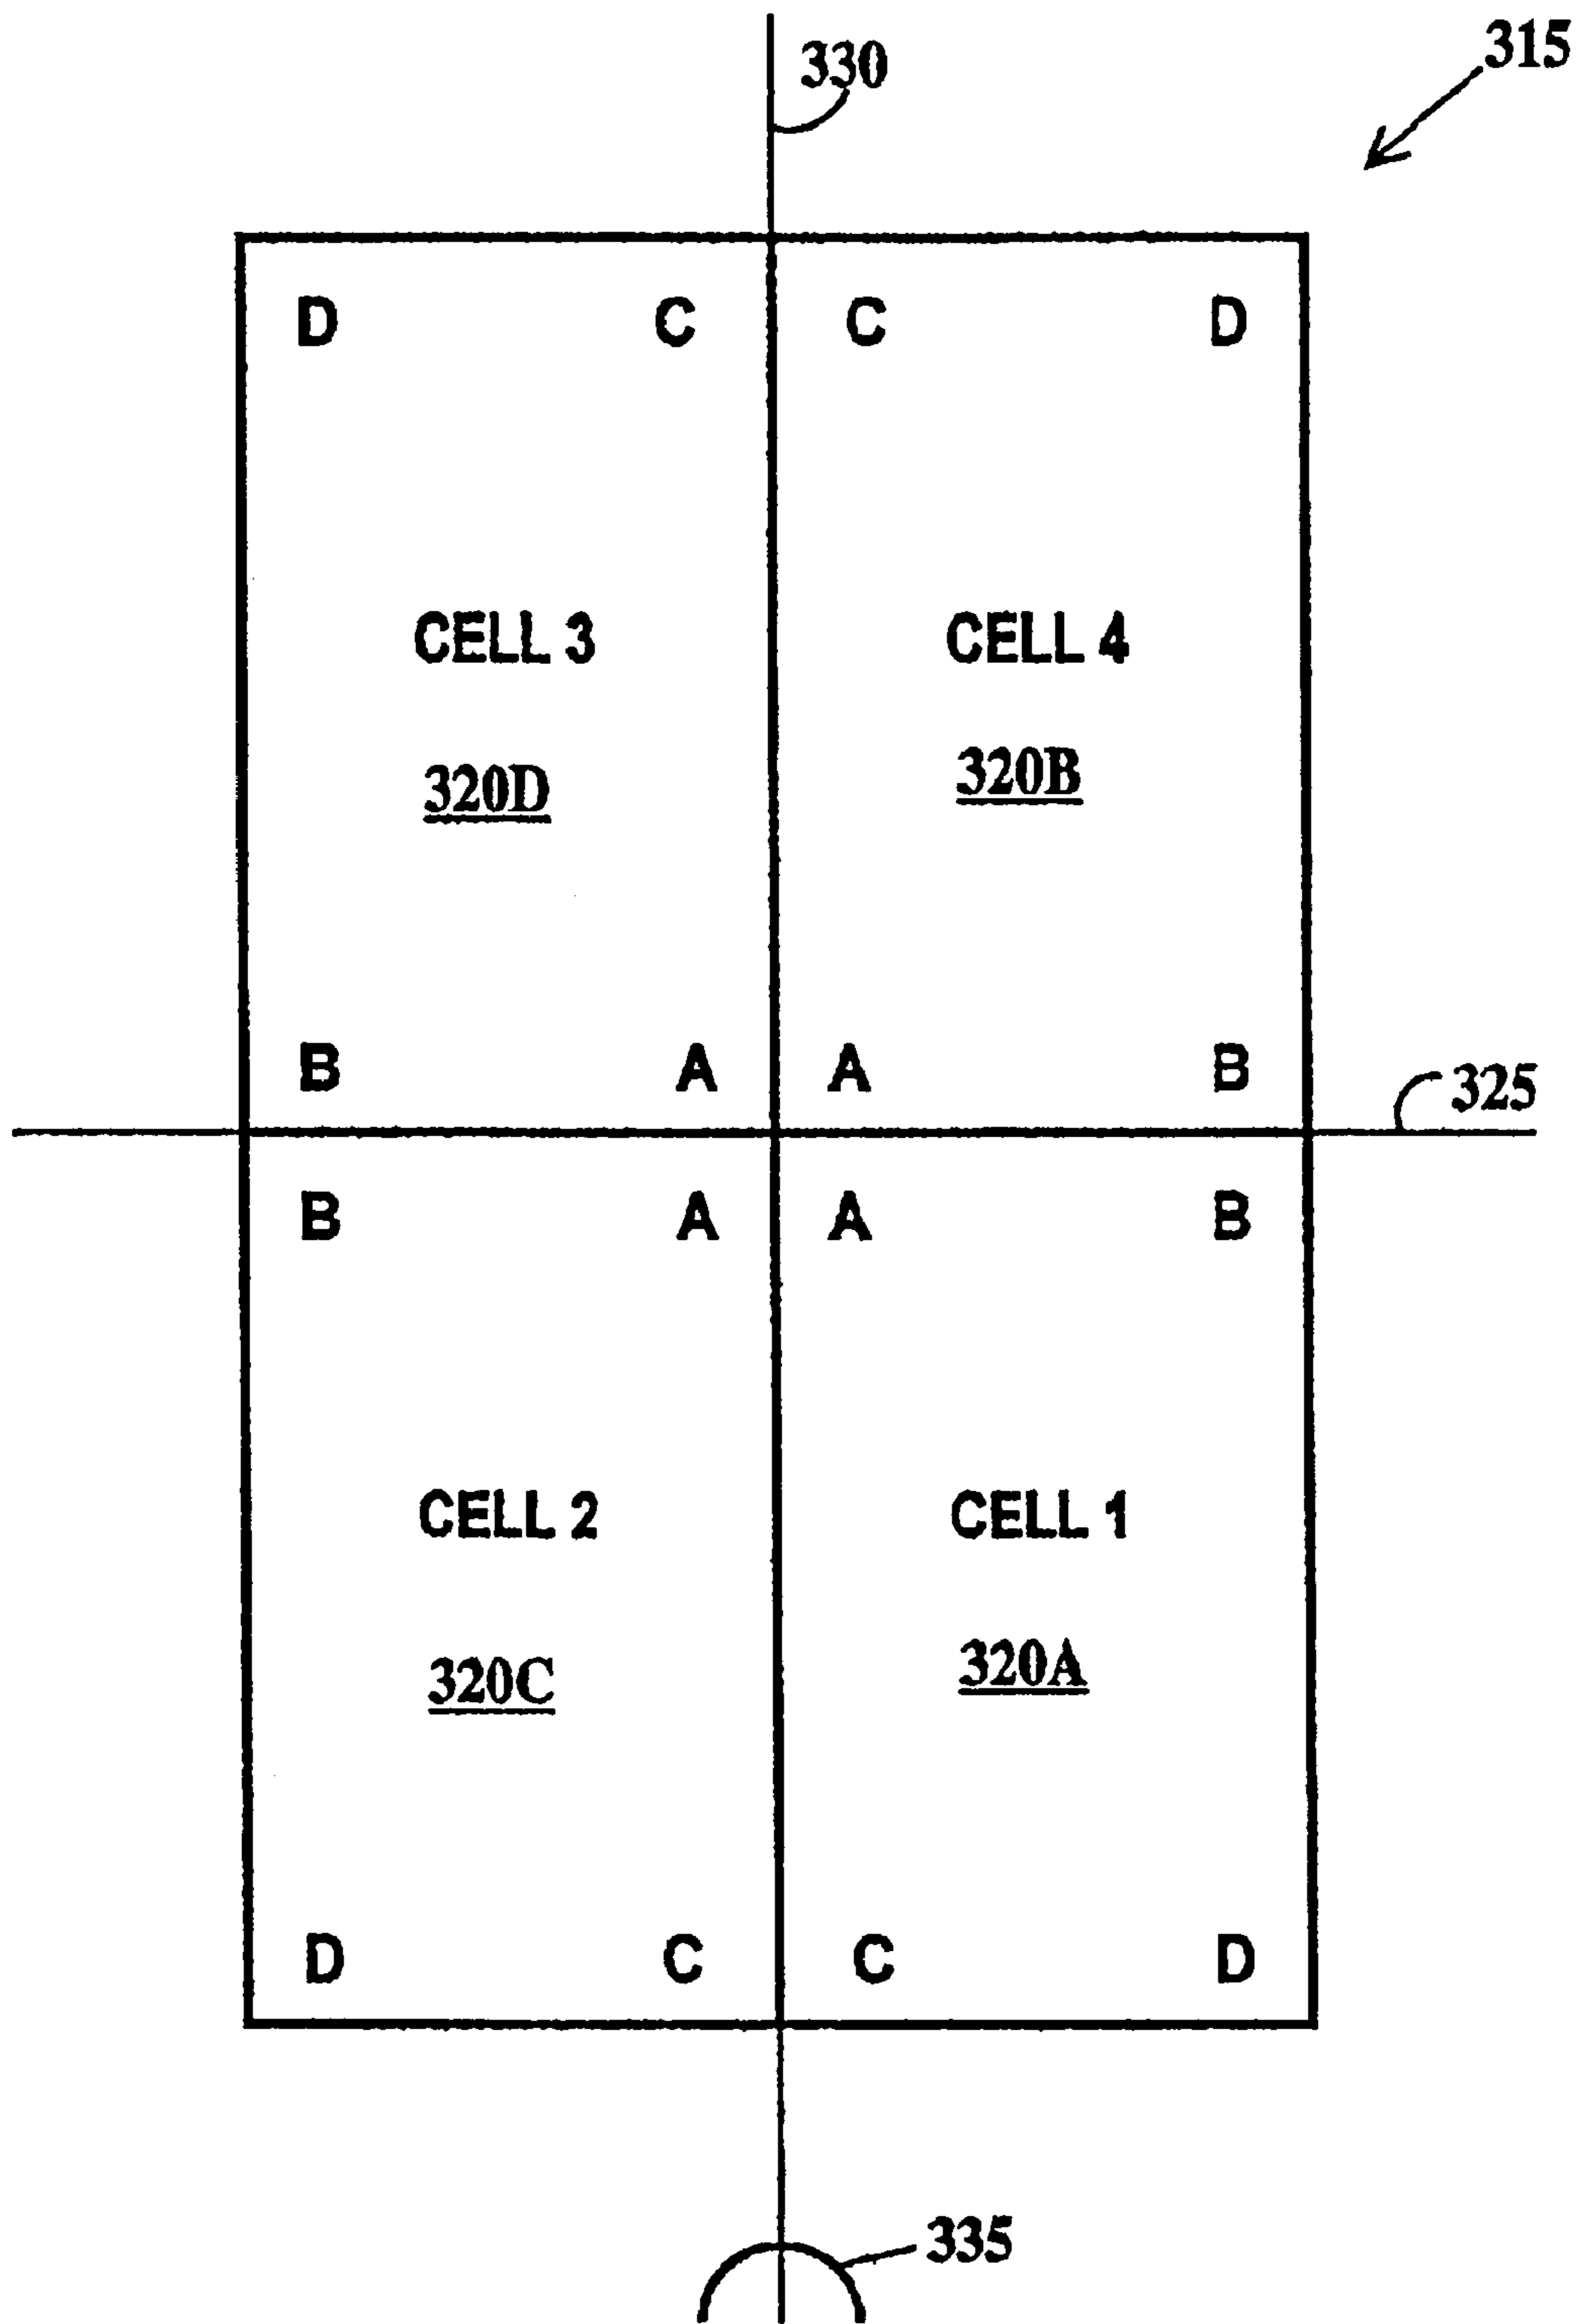 315
330
D C C D
CELL 3 CELL 4
320D 320B
B A A B
325
B A A B
CELL 2 CELL 1
320C 320A
D C C D
335